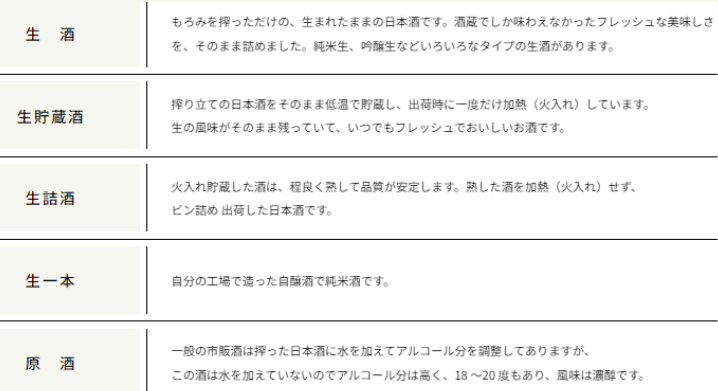 生　酒
もろみを搾っただけの、生まれたままの日本酒です。酒蔵でしか味わえなかったフレッシュな美味しさ
を、そのまま詰めました。純米生、吟醸生などいろいろなタイプの生酒があります。
生貯蔵酒
搾り立ての日本酒をそのまま低温で貯蔵し、出荷時に一度だけ加熱（火入れ）しています。
生の風味がそのまま残っていて、いつでもフレッシュでおいしいお酒です。
生詰酒
火入れ貯蔵した酒は、程良く熟して品質が安定します。熟した酒を加熱（火入れ）せず、
ビン詰め 出荷した日本酒です。
生一本
自分の工場で造った自醸酒で純米酒です。
原　酒
一般の市販酒は搾った日本酒に水を加えてアルコール分を調整してありますが、
この酒は水を加えていないのでアルコール分は高く、18 〜20 度もあり、風味は濃醇です。